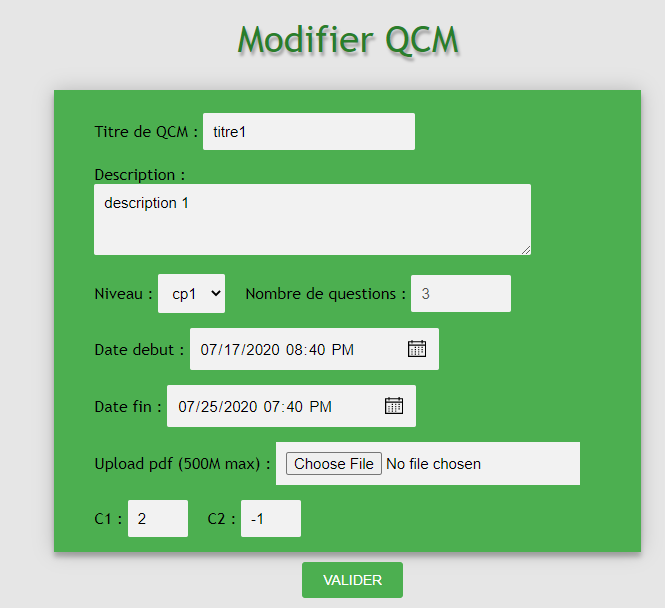 Modifier QCM
Titre de QCM : titre1
Description :
description 1
Niveau : cp1 Nombre de questions : 3
Date debut : 07/17/2020 08:40 PM
Date fin : 07/25/2020 07:40 PM
Upload pdf (500M max) : Choose File No file chosen
C1 : 2 C2 : -1
VALIDER